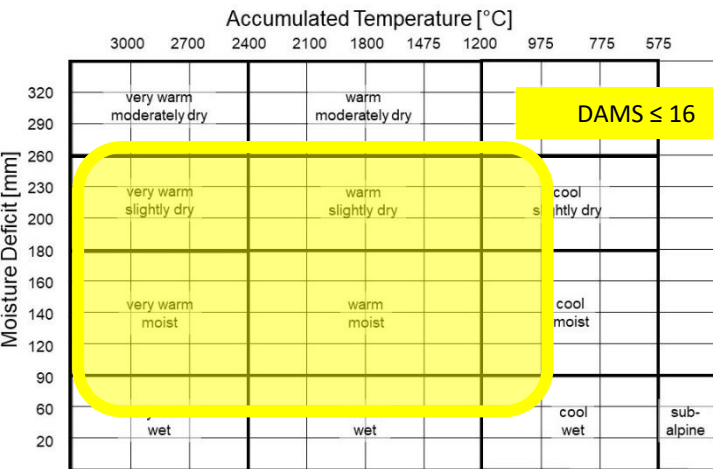 Accumulated Temperature [°C]
3000 2700 2400 2100 1800 1475 1200 975 775 575
Moisture Deficit [mm]
320
290
260
230
200
180
160
140
120
90
60
20
very warm
moderately dry
warm
moderately dry
DAMS ≤ 16
very warm
slightly dry
warm
slightly dry
cool
slightly dry
very warm
moist
warm
moist
cool
moist
wet
wet
cool
wet
sub-
alpine